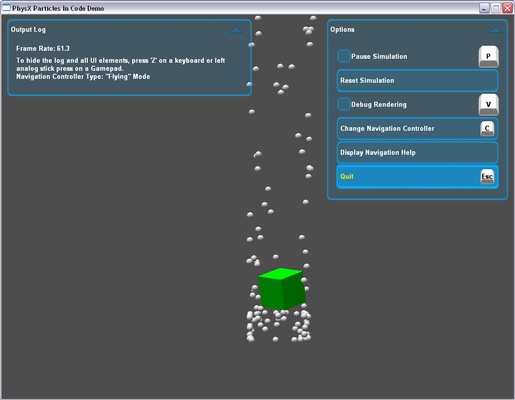 PhysX Particles In Code Demo
Output Log
Frame Rate: 61.3
To hide the log and all UI elements, press 'Z' on a keyboard or left
analog stick press on a Gamepad.
Navigation Controller Type: "Flying" Mode
Options
Pause Simulation P
Reset Simulation
Debug Rendering V
Change Navigation Controller C
Display Navigation Help
Quit Esc